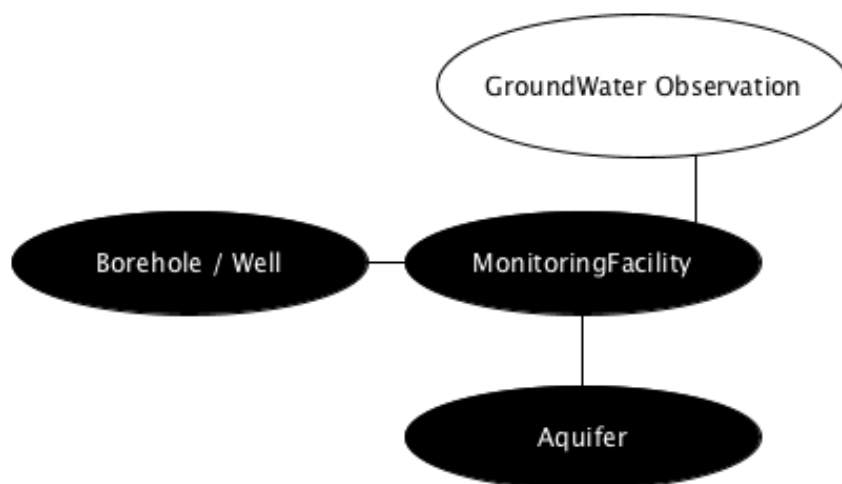 GroundWater Observation
Borehole / Well
MonitoringFacility
Aquifer